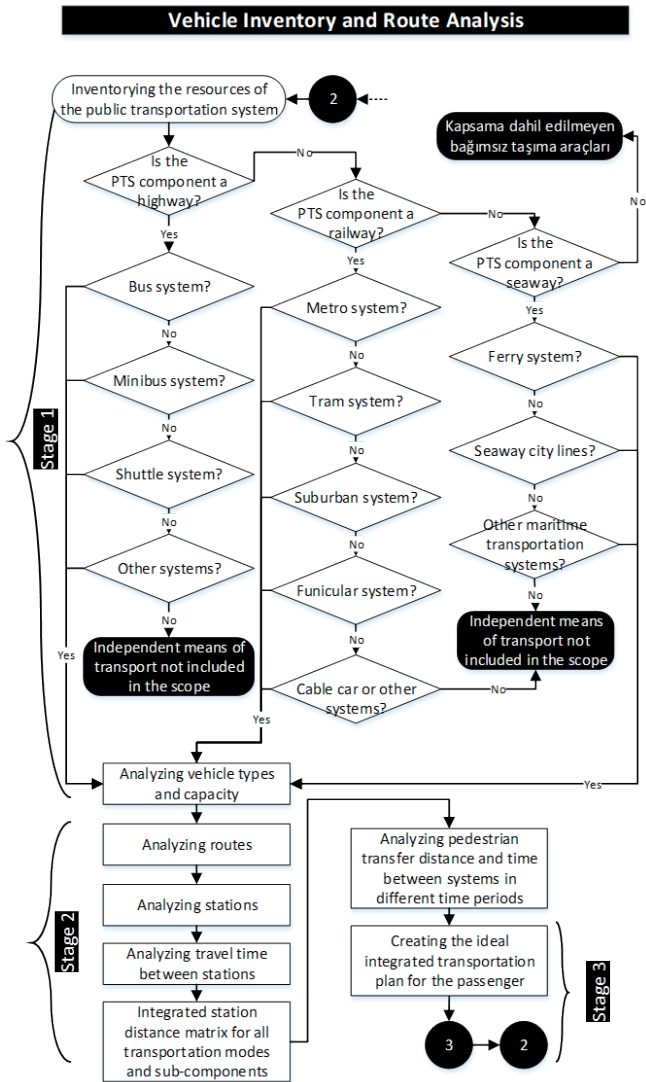 Vehicle Inventory and Route Analysis
Inventorying the resources of
the public transportation system
2
Kapsama dahil edilmeyen
bağımsız taşıma araçları
Is the
PTS component a
highway?
No
Is the
PTS component a
railway?
No
Is the
PTS component a
seaway?
No
Yes
Bus system?
No
Minibus system?
No
Shuttle system?
No
Other systems?
No
Independent means of
transport not included
in the scope
Yes
Yes
Metro system?
No
Tram system?
No
Suburban system?
No
Funicular system?
No
Cable car or other
systems?
No
Yes
Yes
Ferry system?
No
Seaway city lines?
No
Other maritime
transportation
systems?
No
Independent means
of transport not
included in the scope
Yes
Stage 1
Analyzing vehicle types
and capacity
Analyzing routes
Analyzing stations
Analyzing travel time
between stations
Integrated station
distance matrix for all
transportation modes
and sub-components
Stage 2
Analyzing pedestrian
transfer distance and time
between systems in
different time periods
Creating the ideal
integrated transportation
plan for the passenger
3
2
Stage 3